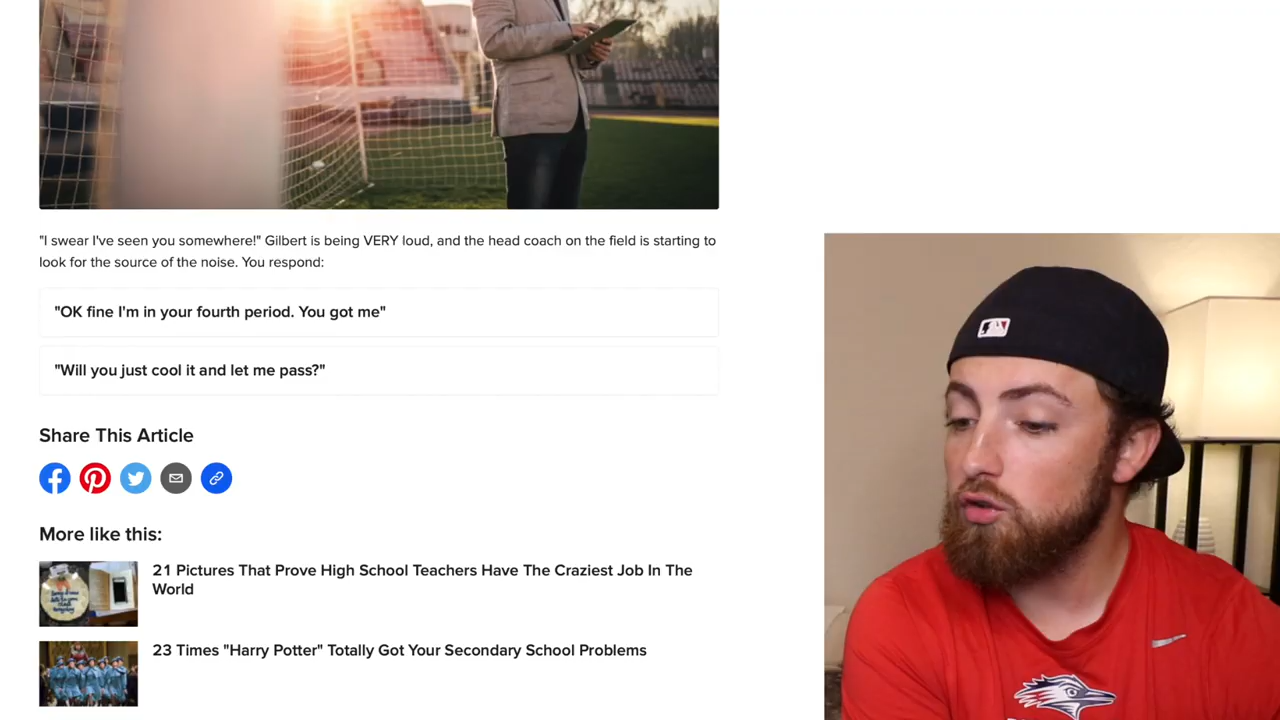 "I swear I've seen you somewhere!" Gilbert is being VERY loud, and the head coach on the field is starting to
look for the source of the noise. You respond:
"OK fine I'm in your fourth period. You got me"
"Will you just cool it and let me pass?"
Share This Article
More like this:
21 Pictures That Prove High School Teachers Have The Craziest Job In The
World
23 Times "Harry Potter" Totally Got Your Secondary School Problems